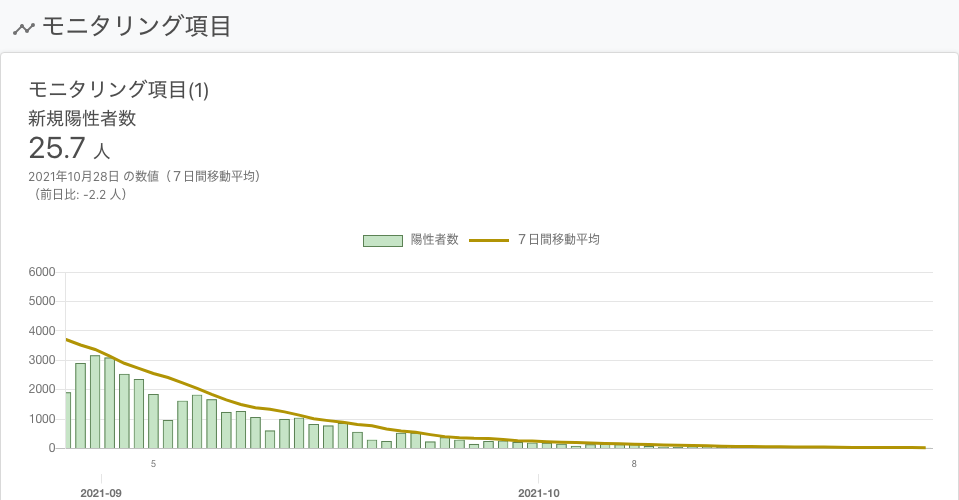 モニタリング項目
モニタリング項目(1)
新規陽性者数
25.7 人
2021年10月28日 の数値（７日間移動平均）
（前日比: -2.2 人）
陽性者数 ７日間移動平均
6000
5000
4000
3000
2000
1000
0
5 8
2021-09 2021-10